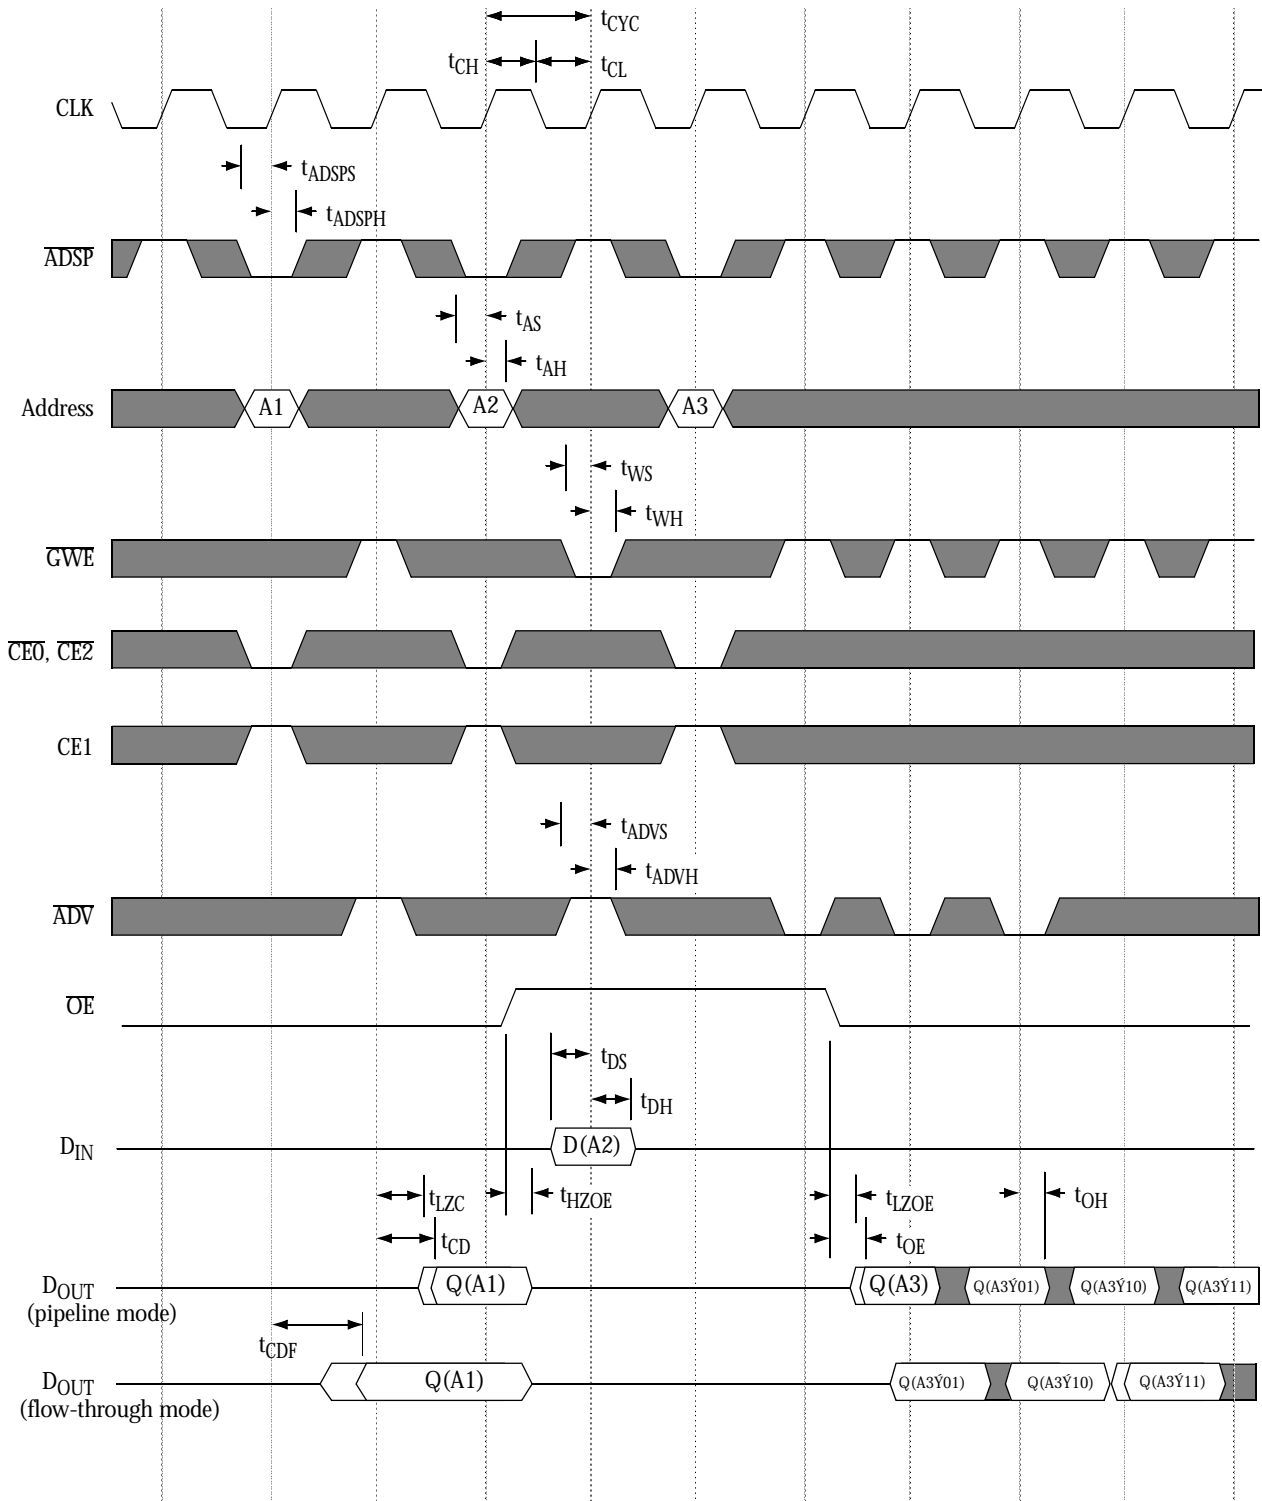 tCYC
tCH tCL
CLK
tADSPS
tADSPH
ADSP
tAS
tAH
Address A1 A2 A3
tWS
tWH
GWE
CE0, CE2
CE1
tADVS
tADVH
ADV
OE
tDS
tDH
DIN D(A2)
tLZC tHZOE tLZOE tOH
tCD tOE
DOUT Q(A1) Q(A3) Q(A3Ý01) Q(A3Ý10) Q(A3Ý11)
(pipeline mode)
tCDF
DOUT Q(A1) Q(A3Ý01) Q(A3Ý10) Q(A3Ý11)
(flow-through mode)